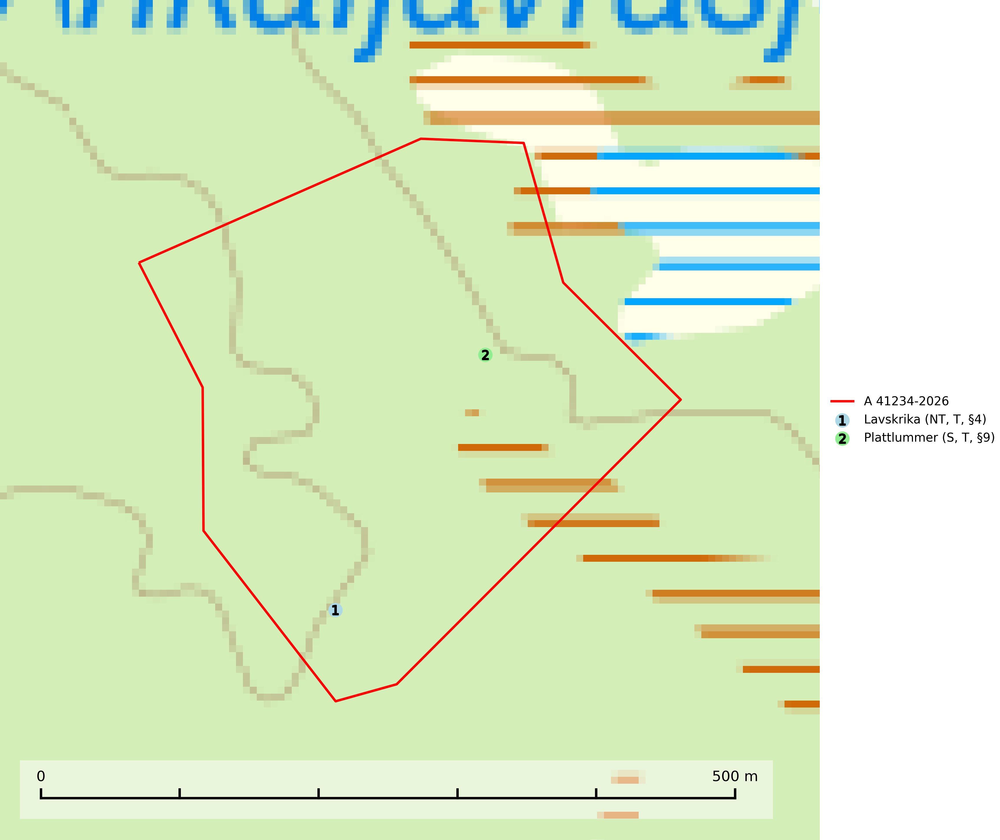 A 41234-2026
1 Lavskrika (NT, T, §4)
2 Plattlummer (S, T, §9)
2
1
0 500 m